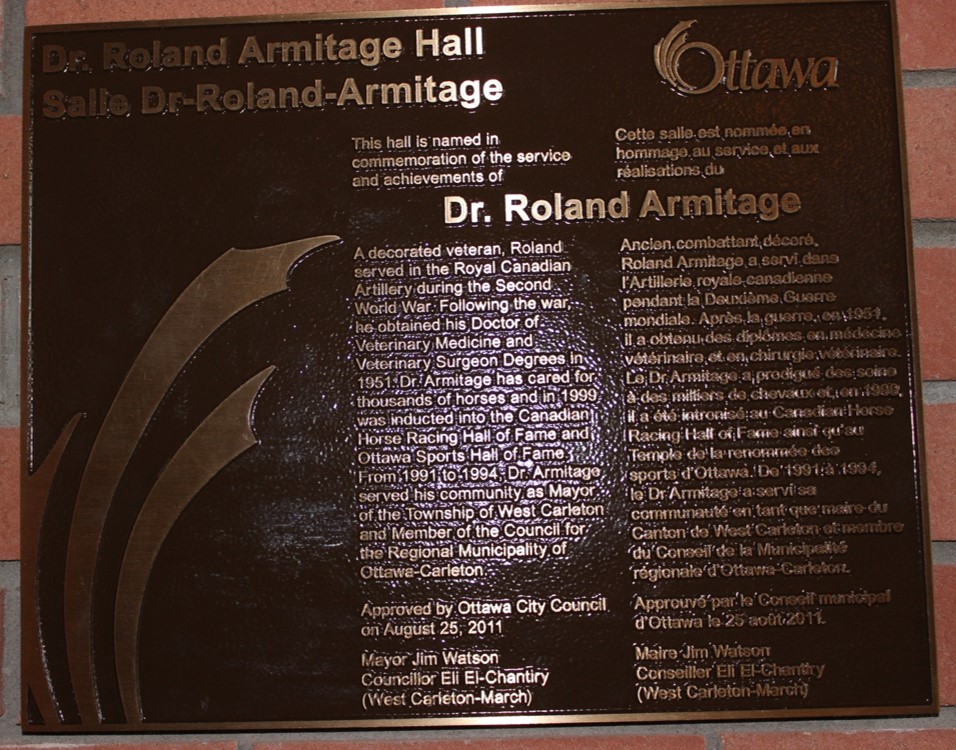 Dr. Roland Armitage Hall
Salle Dr-Roland-Armitage
Ottawa
This hall is named in
commemoration of the service
and achievements of
Cette salle est nommée en
hommage au service et aux
réalisations du
Dr. Roland Armitage
A decorated veteran, Roland
served in the Royal Canadian
Artillery during the Second
World War. Following the war,
he obtained his Doctor of
Veterinary Medicine and
Veterinary Surgeon Degrees in
1951. Dr. Armitage has cared for
thousands of horses and in 1999
was inducted into the Canadian
Horse Racing Hall of Fame and
Ottawa Sports Hall of Fame.
From 1991 to 1994, Dr. Armitage
served his community as Mayor
of the Township of West Carleton
and Member of the Council for
the Regional Municipality of
Ottawa-Carleton.
Approved by Ottawa City Council
on August 25, 2011
Mayor Jim Watson
Councillor Eli El-Chantiry
(West Carleton-March)
Ancien combattant décoré,
Roland Armitage a servi dans
l'Artillerie royale canadienne
pendant la Deuxième Guerre
mondiale. Après la guerre, en 1951,
il a obtenu des diplômes en médecine
vétérinaire et en chirurgie vétérinaire.
Le Dr Armitage a prodigué des soins
à des milliers de chevaux et, en 1999,
il a été intronisé au Canadian Horse
Racing Hall of Fame ainsi qu'au
Temple de la renommée des
sports d'Ottawa. De 1991 à 1994,
le Dr Armitage a servi sa
communauté en tant que maire du
Canton de West Carleton et membre
du Conseil de la Municipalité
régionale d'Ottawa-Carleton.
Approuvé par le Conseil municipal
d'Ottawa le 25 août 2011.
Maire Jim Watson
Conseiller Eli El-Chantiry
(West Carleton-March)